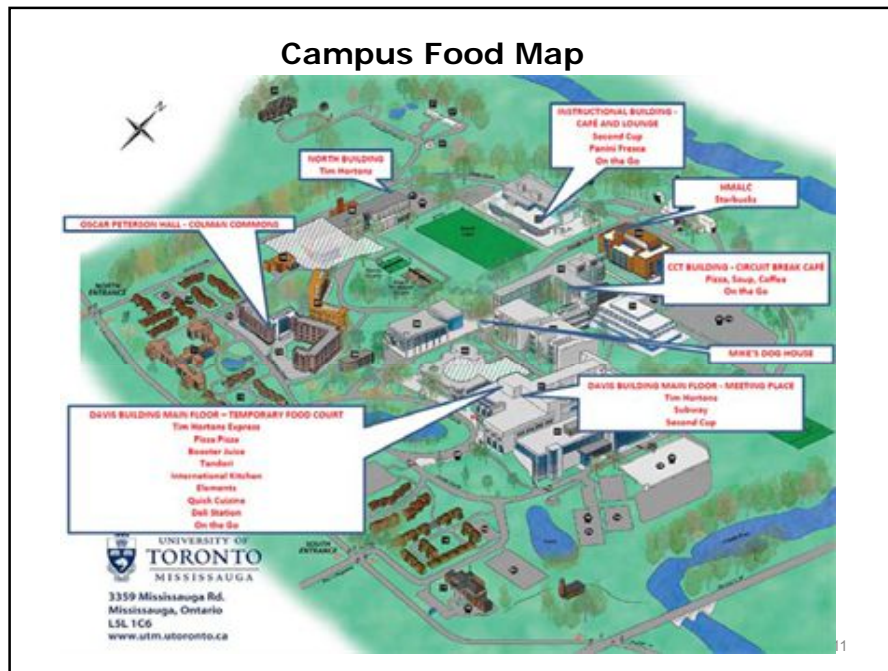 Campus Food Map
N
INSTRUCTIONAL BUILDING -
CAFÉ AND LOUNGE
Second Cup
Panini Fresca
On the Go
NORTH BUILDING
Tim Hortons
HMALC
Starbucks
OSCAR PETERSON HALL - COLMAN COMMONS
CCT BUILDING - CIRCUIT BREAK CAFÉ
Pizza, Soup, Coffee
On the Go
NORTH
ENTRANCE
MIKE'S DOG HOUSE
DAVIS BUILDING MAIN FLOOR - MEETING PLACE
Tim Hortons
Subway
Second Cup
DAVIS BUILDING MAIN FLOOR – TEMPORARY FOOD COURT
Tim Hortons Express
Pizza Pizza
Booster Juice
Tandori
International Kitchen
Elements
Quick Cuisine
Deli Station
On the Go
SOUTH
ENTRANCE
UNIVERSITY OF
TORONTO
MISSISSAUGA
3359 Mississauga Rd.
Mississauga, Ontario
L5L 1C6
www.utm.utoronto.ca
11